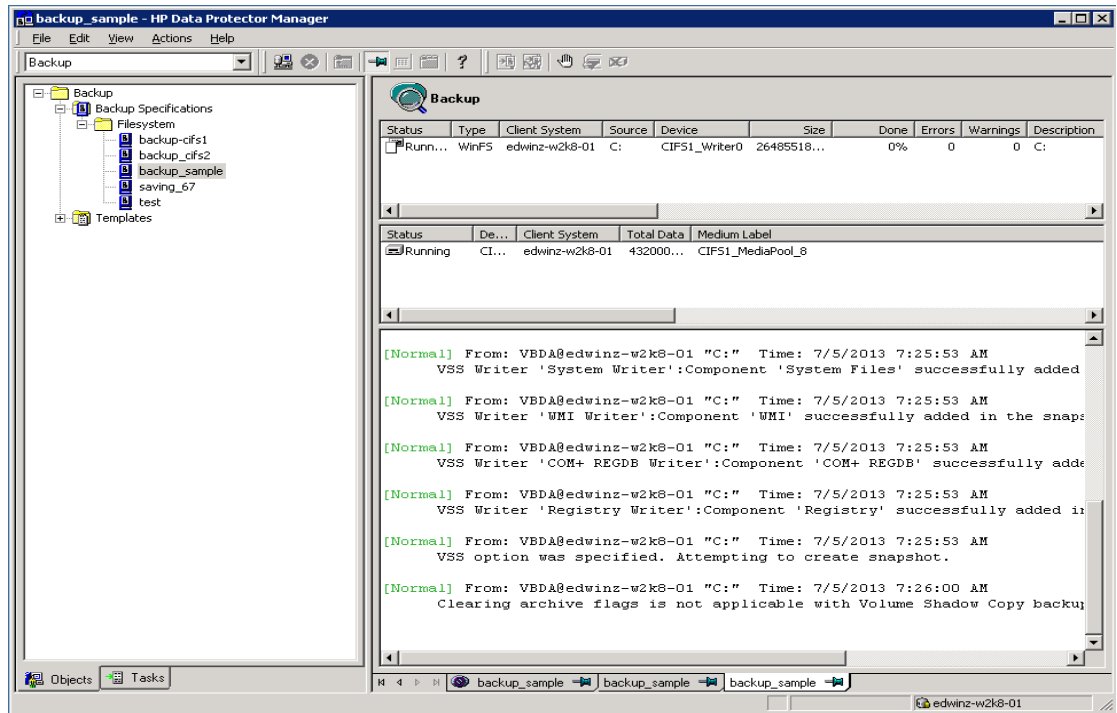 backup_sample - HP Data Protector Manager
File Edit View Actions Help
Backup
Backup
Backup Specifications
Filesystem
backup-cifs1
backup_cifs2
backup_sample
saving_67
test
Templates
Objects Tasks
Backup
Status Type Client System Source Device Size Done Errors Warnings Description
Runn... WinFS edwinz-w2k8-01 C: CIFS1_Writer0 26485518... 0% 0 0 C:
Status De... Client System Total Data Medium Label
Running CI... edwinz-w2k8-01 432000... CIFS1_MediaPool_8
[Normal] From: VBDA@edwinz-w2k8-01 "C:" Time: 7/5/2013 7:25:53 AM
VSS Writer 'System Writer':Component 'System Files' successfully added
[Normal] From: VBDA@edwinz-w2k8-01 "C:" Time: 7/5/2013 7:25:53 AM
VSS Writer 'WMI Writer':Component 'WMI' successfully added in the snaps
[Normal] From: VBDA@edwinz-w2k8-01 "C:" Time: 7/5/2013 7:25:53 AM
VSS Writer 'COM+ REGDB Writer':Component 'COM+ REGDB' successfully adde
[Normal] From: VBDA@edwinz-w2k8-01 "C:" Time: 7/5/2013 7:25:53 AM
VSS Writer 'Registry Writer':Component 'Registry' successfully added in
[Normal] From: VBDA@edwinz-w2k8-01 "C:" Time: 7/5/2013 7:25:53 AM
VSS option was specified. Attempting to create snapshot.
[Normal] From: VBDA@edwinz-w2k8-01 "C:" Time: 7/5/2013 7:26:00 AM
Clearing archive flags is not applicable with Volume Shadow Copy backup
backup_sample backup_sample backup_sample
edwinz-w2k8-01